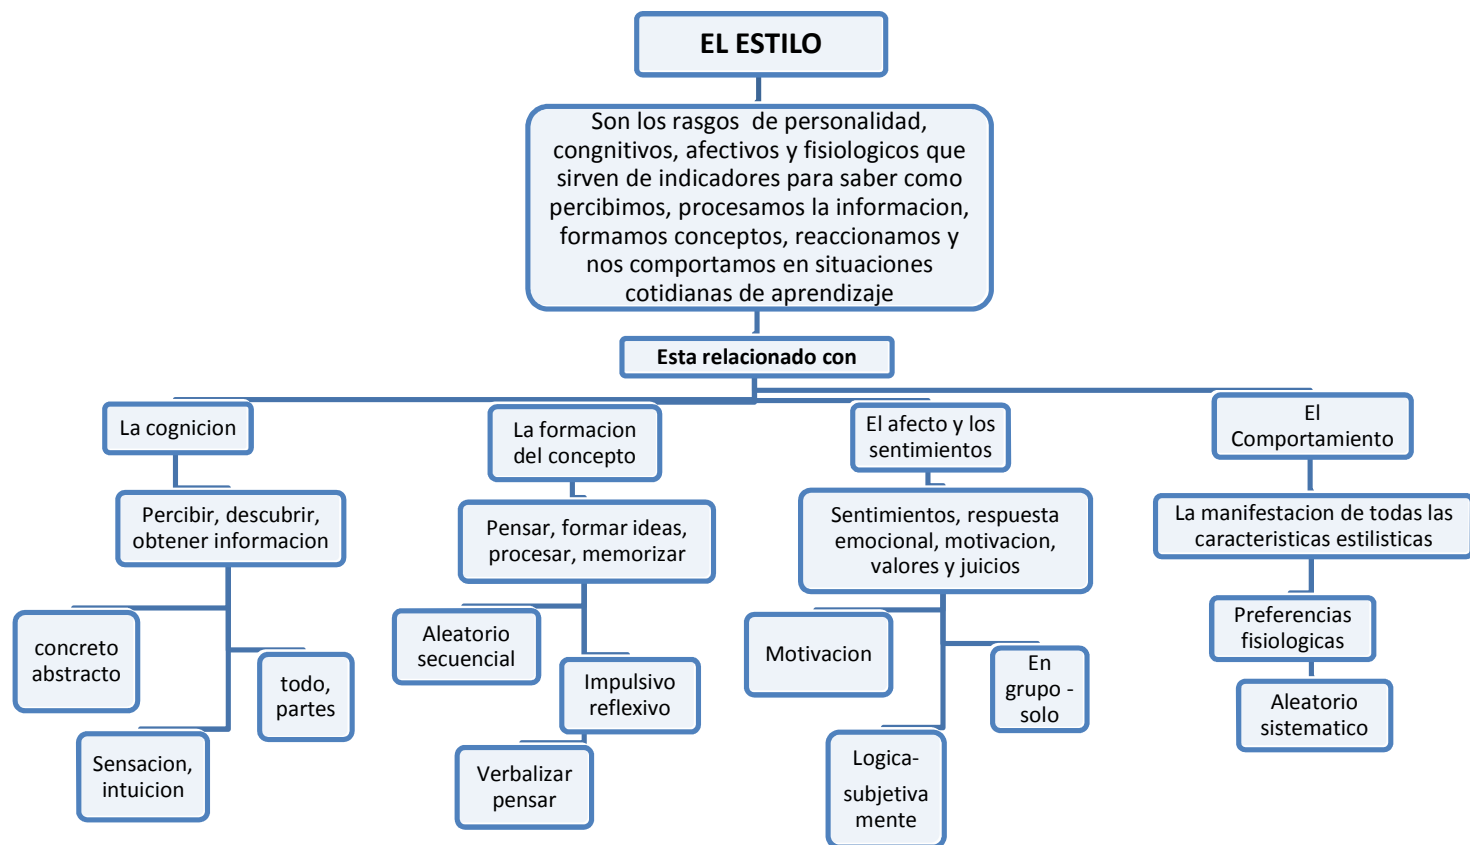 EL ESTILO
Son los rasgos de personalidad,
congnitivos, afectivos y fisiologicos que
sirven de indicadores para saber como
percibimos, procesamos la informacion,
formamos conceptos, reaccionamos y
nos comportamos en situaciones
cotidianas de aprendizaje
Esta relacionado con
La cognicion
La formacion
del concepto
El afecto y los
sentimientos
El
Comportamiento
Percibir, descubrir,
obtener informacion
Pensar, formar ideas,
procesar, memorizar
Sentimientos, respuesta
emocional, motivacion,
valores y juicios
La manifestacion de todas las
caracteristicas estilisticas
concreto
abstracto
todo,
partes
Sensacion,
intuicion
Aleatorio
secuencial
Impulsivo
reflexivo
Verbalizar
pensar
Motivacion
En
grupo -
solo
Logica-
subjetiva
mente
Preferencias
fisiologicas
Aleatorio
sistematico